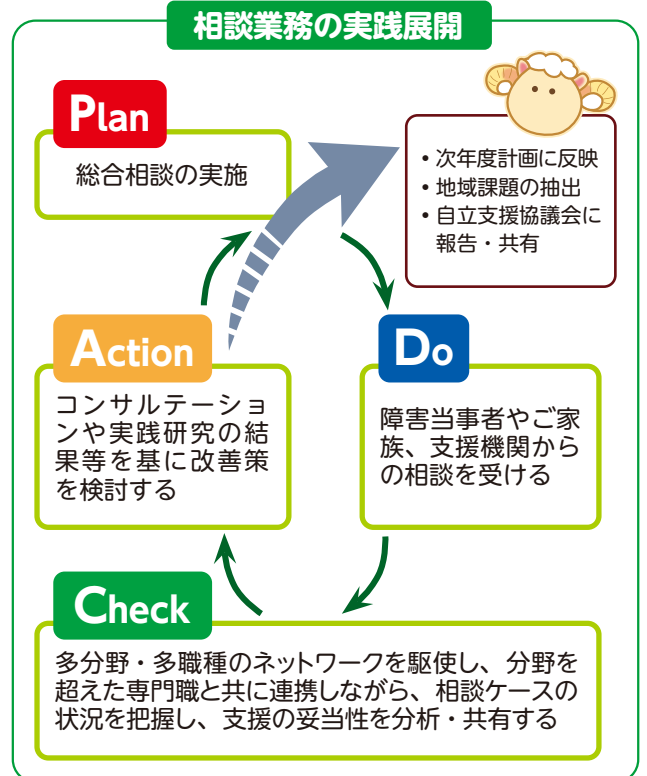 相談業務の実践展開
Plan
総合相談の実施
・次年度計画に反映
・地域課題の抽出
・自立支援協議会に
報告・共有
Action
コンサルテーショ
ンや実践研究の結
果等を基に改善策
を検討する
Do
障害当事者やご家
族、支援機関から
の相談を受ける
Check
多分野・多職種のネットワークを駆使し、分野を
超えた専門職と共に連携しながら、相談ケースの
状況を把握し、支援の妥当性を分析・共有する